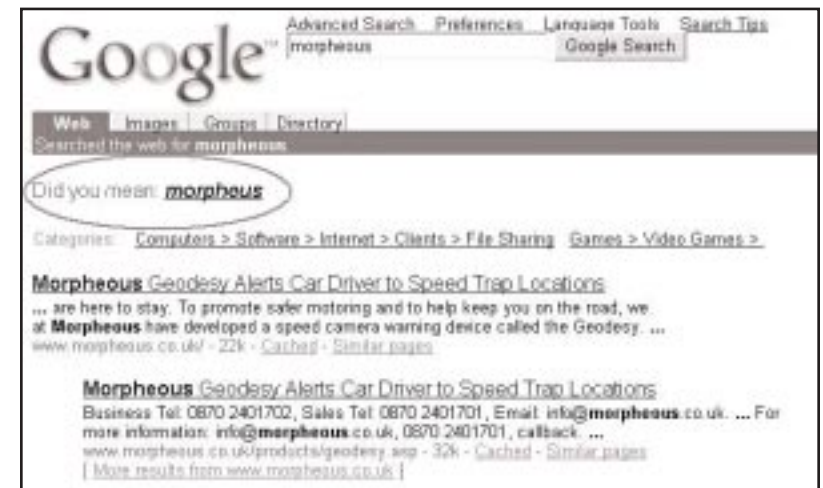 Advanced Search Preferences Language Tools Search Tips
Google™ morpheous Google Search
Web Images Groups Directory
Searched the web for morpheous
Did you mean: morpheus
Categories: Computers > Software > Internet > Clients > File Sharing Games > Video Games >
Morpheous Geodesy Alerts Car Driver to Speed Trap Locations
... are here to stay. To promote safer motoring and to help keep you on the road, we
at Morpheous have developed a speed camera warning device called the Geodesy. ...
www.morpheous.co.uk/ - 22k - Cached - Similar pages
Morpheous Geodesy Alerts Car Driver to Speed Trap Locations
Business Tel: 0870 2401702, Sales Tel: 0870 2401701, Email: info@morpheous.co.uk. ... For
more information: info@morpheous.co.uk, 0870 2401701, callback. ...
www.morpheous.co.uk/products/geodesy.asp - 32k - Cached - Similar pages
[ More results from www.morpheous.co.uk ]